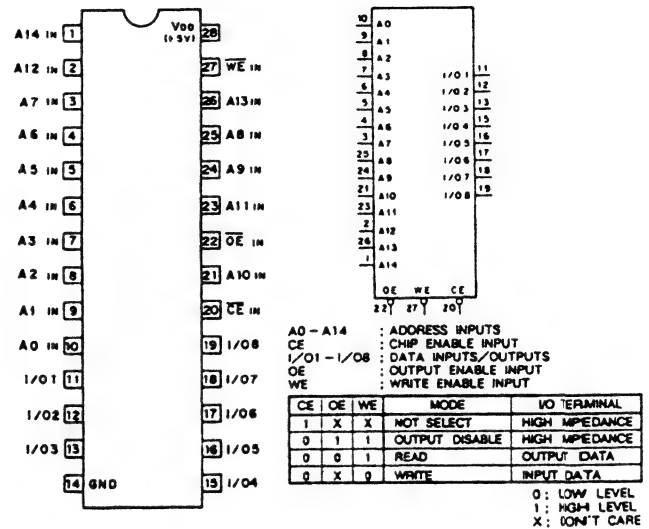 A14 IN 1
VDD (+5V) 28
A12 IN 2
27 WE IN
A7 IN 3
26 A13 IN
A6 IN 4
25 A8 IN
A5 IN 5
24 A9 IN
A4 IN 6
23 A11 IN
A3 IN 7
22 OE IN
A2 IN 8
21 A10 IN
A1 IN 9
20 CE IN
A0 IN 10
19 I/O8
I/O1 11
18 I/O7
I/O2 12
17 I/O6
I/O3 13
16 I/O5
14 GND
15 I/O4
10 A0
9 A1
8 A2
7 A3
6 A4
5 A5
4 A6
3 A7
25 A8
24 A9
21 A10
23 A11
2 A12
26 A13
1 A14
I/O1 11
I/O2 12
I/O3 13
I/O4 15
I/O5 16
I/O6 17
I/O7 18
I/O8 19
OE WE CE
22 27 20
A0 - A14 : ADDRESS INPUTS
CE : CHIP ENABLE INPUT
I/O1 - I/O8 : DATA INPUTS/OUTPUTS
OE : OUTPUT ENABLE INPUT
WE : WRITE ENABLE INPUT
CE OE WE MODE I/O TERMINAL
1 X X NOT SELECT HIGH MPEDANCE
0 1 1 OUTPUT DISABLE HIGH MPEDANCE
0 0 1 READ OUTPUT DATA
0 X 0 WRITE INPUT DATA
0 ; LOW LEVEL
1 ; HIGH LEVEL
X ; DON'T CARE